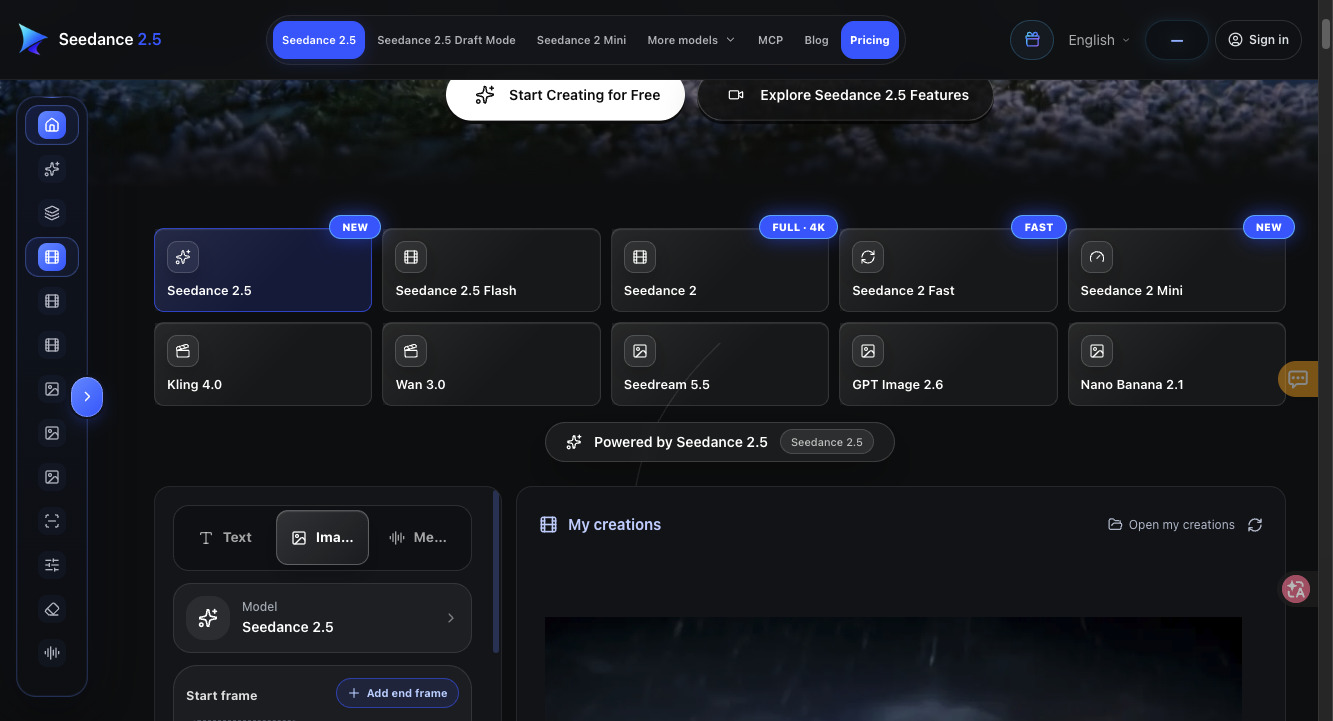 Seedance 2.5
Seedance 2.5
Seedance 2.5 Draft Mode
Seedance 2 Mini
More models
MCP
Blog
Pricing
English
Sign in
Start Creating for Free
Explore Seedance 2.5 Features
NEW
FULL · 4K
FAST
NEW
Seedance 2.5
Seedance 2.5 Flash
Seedance 2
Seedance 2 Fast
Seedance 2 Mini
Kling 4.0
Wan 3.0
Seedream 5.5
GPT Image 2.6
Nano Banana 2.1
Powered by Seedance 2.5
Seedance 2.5
Text
Ima...
Me...
Model
Seedance 2.5
Start frame
Add end frame
My creations
Open my creations